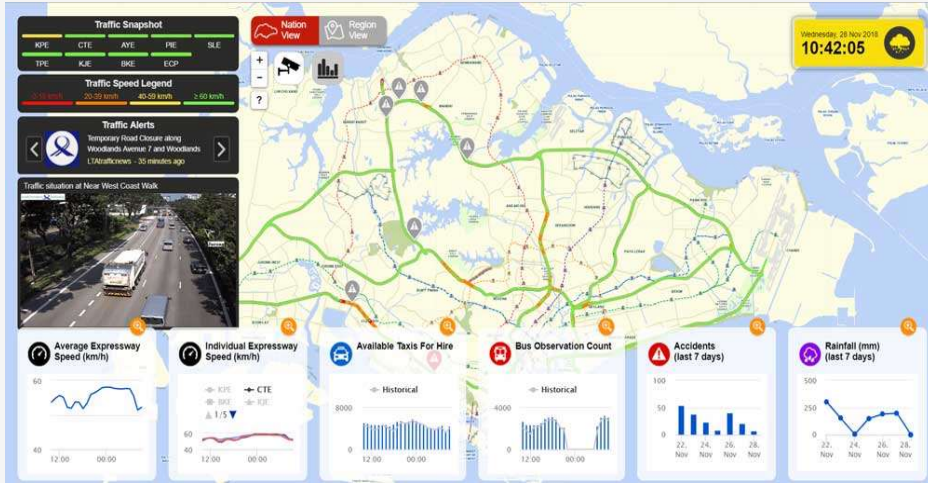 Traffic Snapshot
KPE CTE AYE PIE SLE
TPE KJE BKE ECP
Traffic Speed Legend
20-39 km/h 40-59 km/h ≥60 km/h
Traffic Alerts
Temporary Road Closure along
Woodlands Avenue 7 and Woodlands
LTAtrafficnews - 35 minutes ago
Traffic situation at Near West Coast Walk
Nation
View
Region
View
+
−
?
Wednesday, 28 Nov 2018
10:42:05
Average Expressway
Speed (km/h)
60
40
12:00 00:00
Individual Expressway
Speed (km/h)
KPE CTE
BKE KJE
1/5
60
40
12:00 00:00
Available Taxis For Hire
Historical
8000
0
12:00 00:00
Bus Observation Count
Historical
4000
0
12:00 00:00
Accidents
(last 7 days)
100
50
0
22. Nov 24. Nov 26. Nov 28. Nov
Rainfall (mm)
(last 7 days)
500
250
0
22. Nov 24. Nov 26. Nov 28. Nov